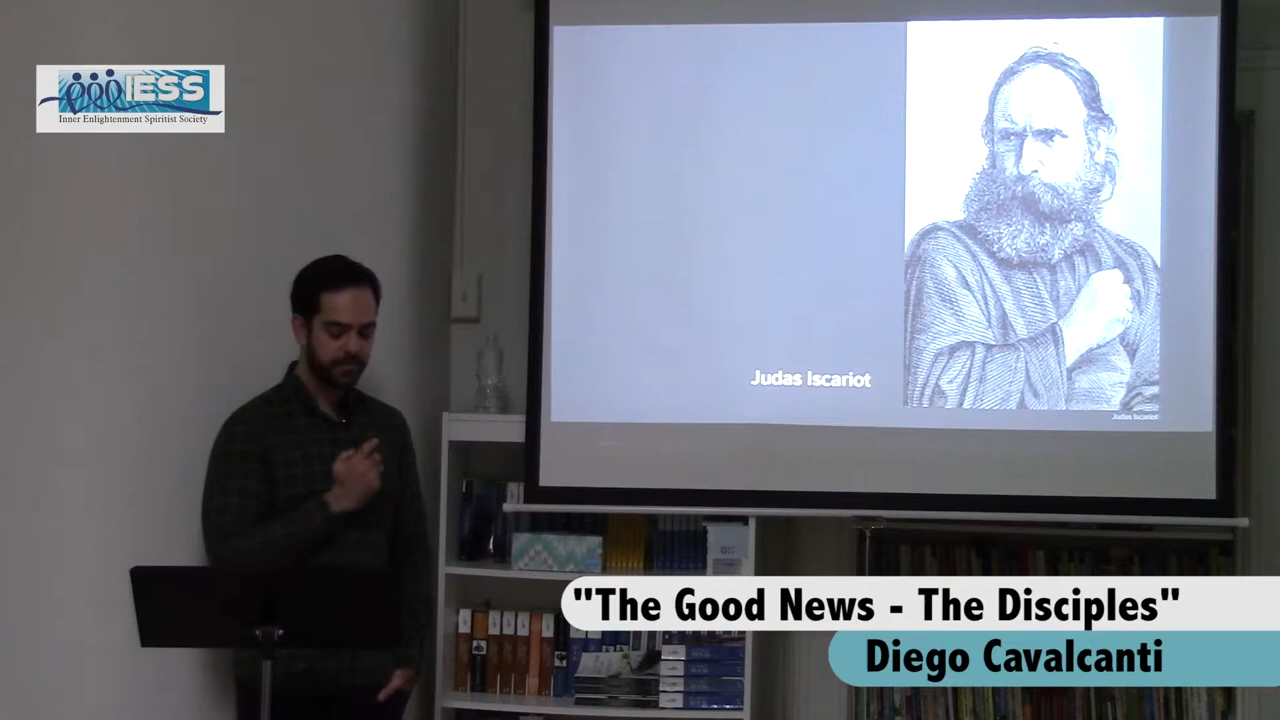 IESS
Inner Enlightenment Spiritist Society
Judas Iscariot
Judas Iscariot
"The Good News - The Disciples"
Diego Cavalcanti